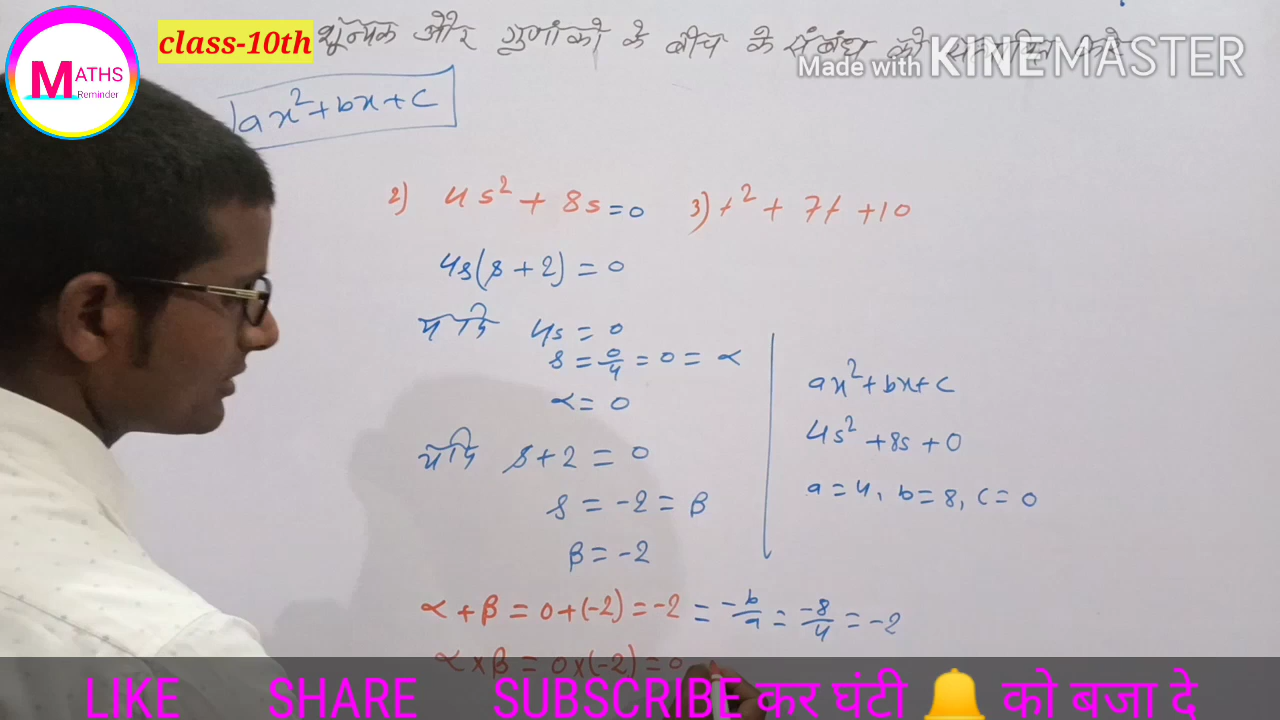 MATHS
Reminder
class-10th
शून्यक और गुणांको के बीच के संबंध को
Made with KINEMASTER
ax²+bx+c
2) 4s² + 8s = 0
3) t² + 7t + 10
4s(s + 2) = 0
यदि 4s = 0
s = 0/4 = 0 = α
α = 0
यदि s + 2 = 0
s = -2 = β
β = -2
ax²+bx+c
4s² + 8s + 0
a = 4, b = 8, c = 0
α + β = 0 + (-2) = -2 = -b/a = -8/4 = -2
α × β = 0 × (-2) = 0
LIKE SHARE SUBSCRIBE कर घंटी 🔔 को बजा दे